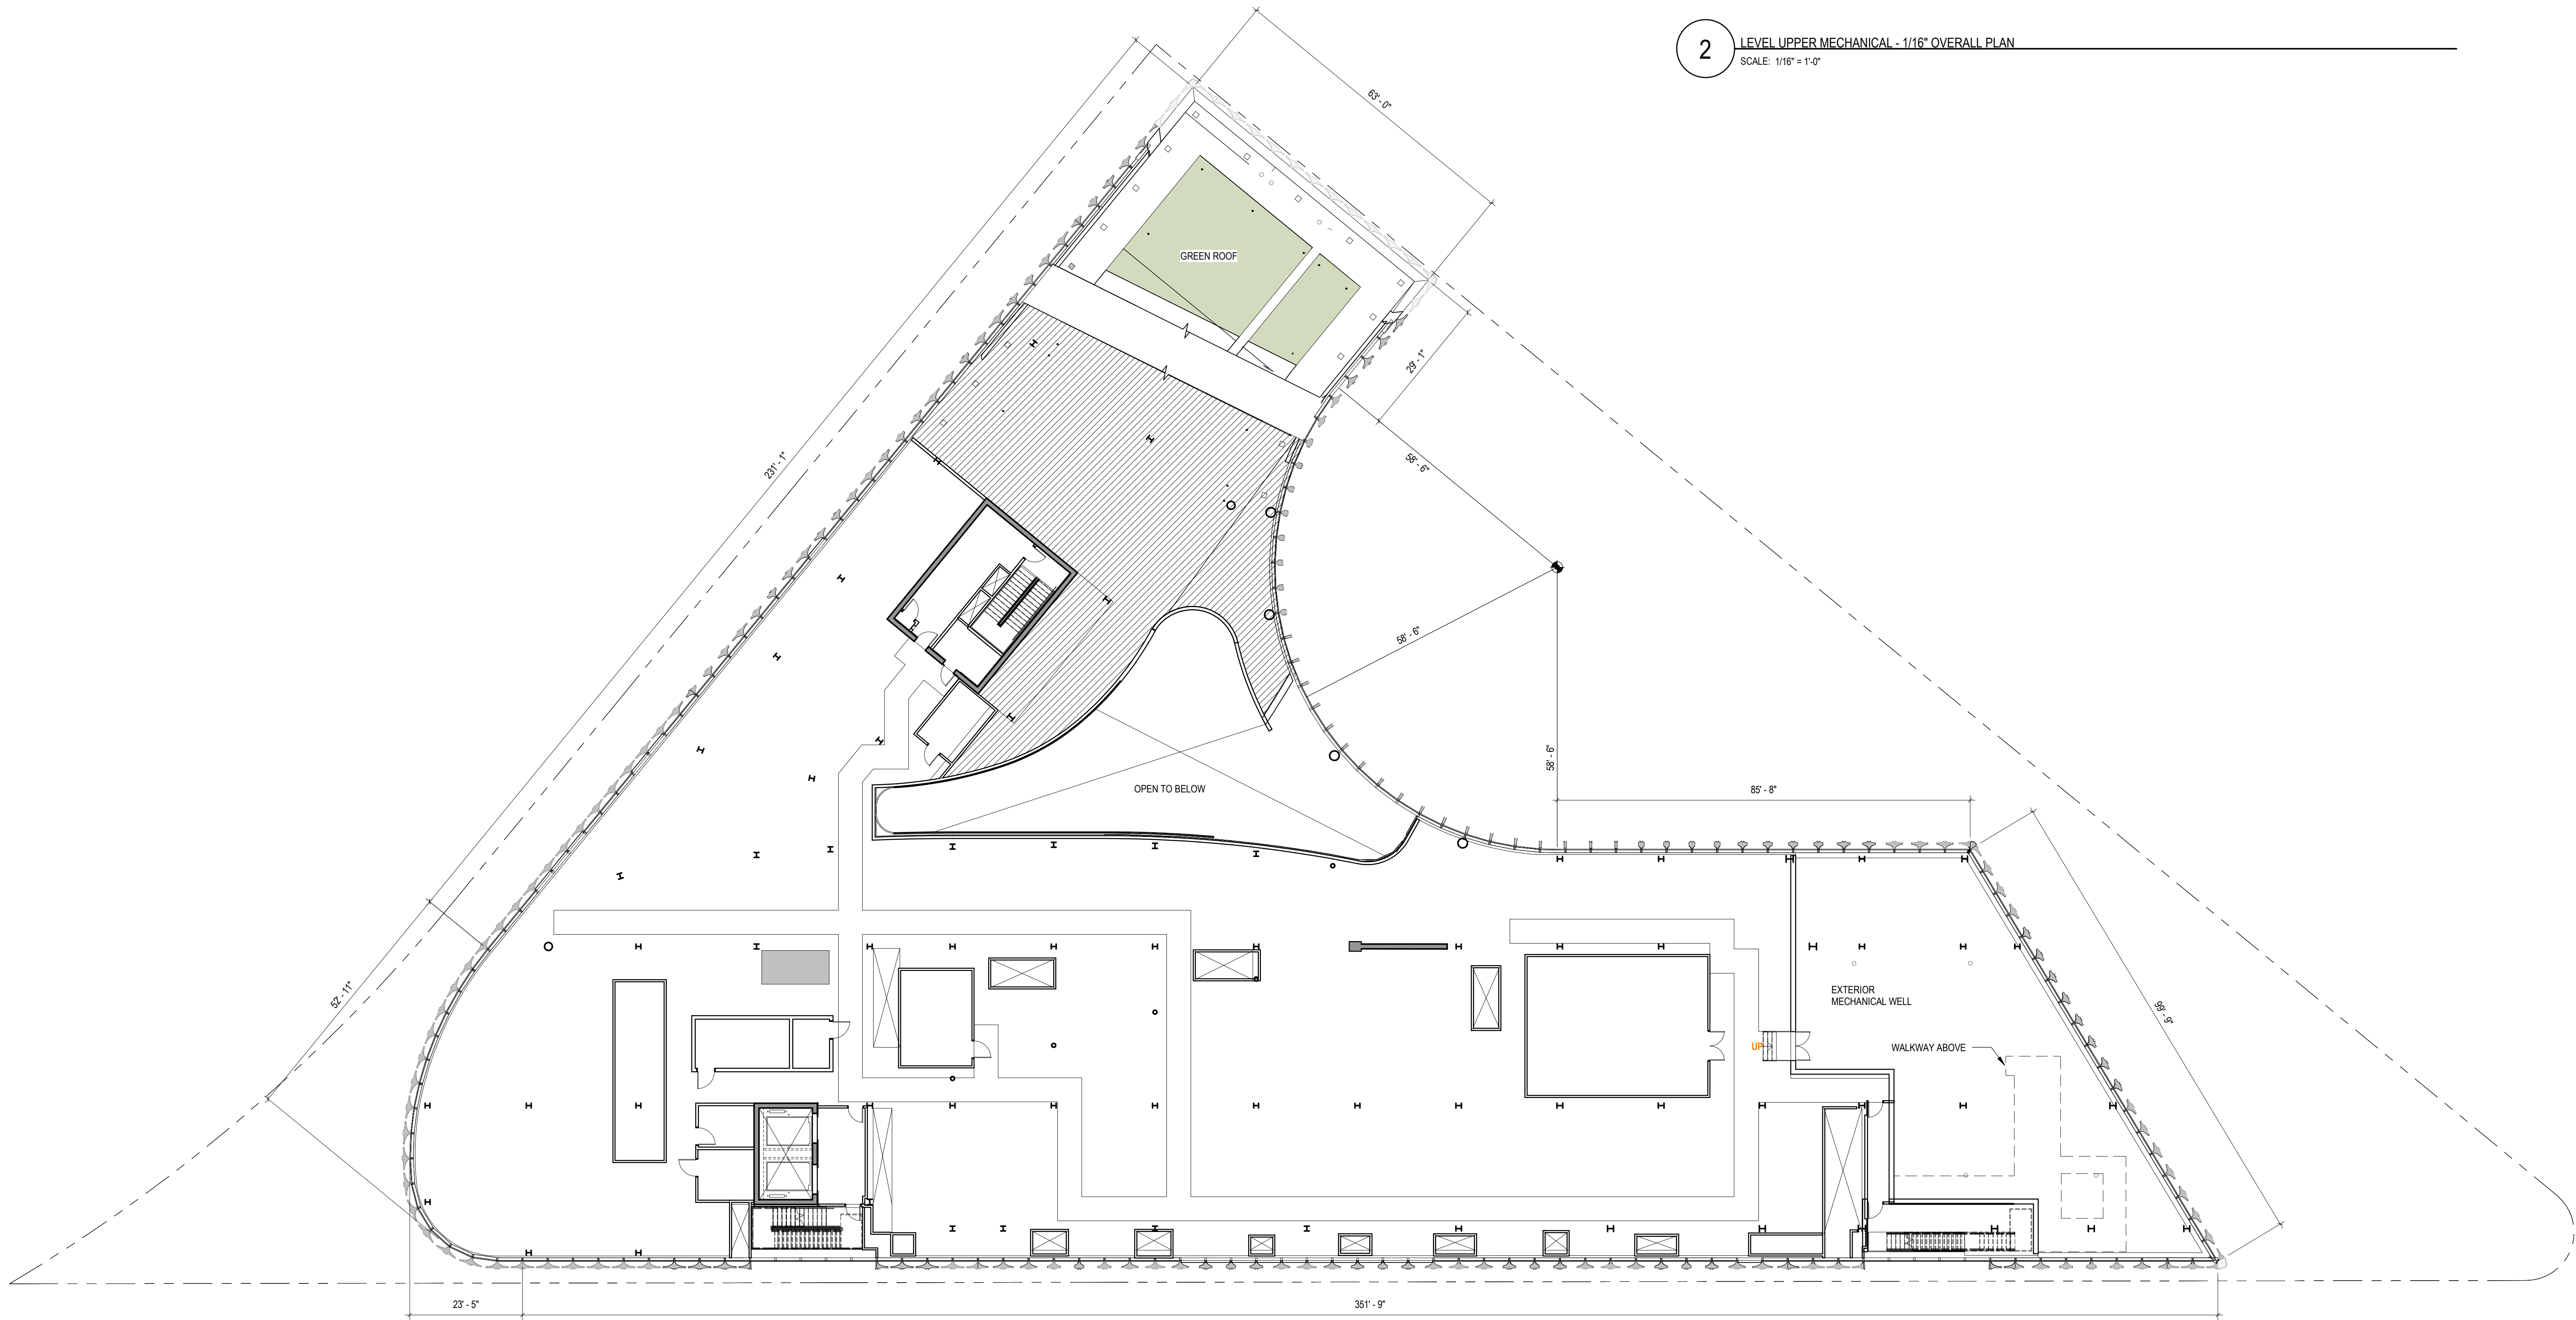 2
LEVEL UPPER MECHANICAL - 1/16" OVERALL PLAN
SCALE: 1/16" = 1'-0"
63' - 0"
GREEN ROOF
29' - 1"
231' - 1"
58' - 6"
58' - 6"
58' - 6"
OPEN TO BELOW
85' - 8"
52' - 11"
EXTERIOR
MECHANICAL WELL
99' - 9"
UP
WALKWAY ABOVE
23' - 5"
351' - 9"